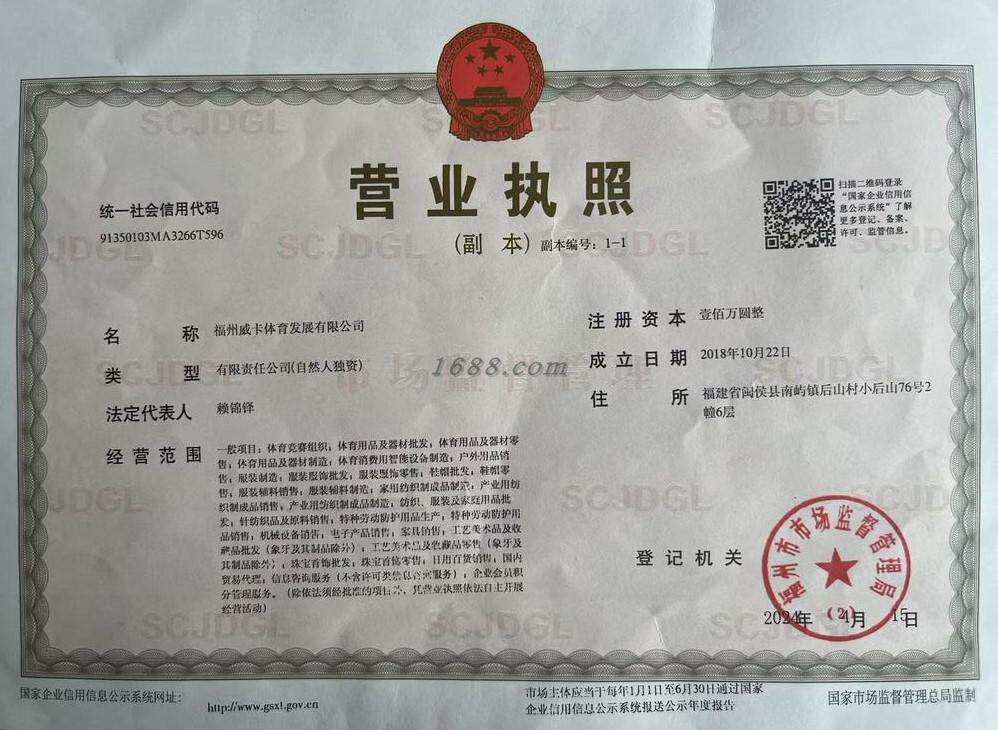 营业执照
(副 本) 副本编号：1-1
统一社会信用代码
91350103MA3266T596
扫描二维码登录
“国家企业信用信
息公示系统”了解
更多登记、备案、
许可、监管信息。
名 称 福州威卡体育发展有限公司
类 型 有限责任公司(自然人独资)
法定代表人 赖锦铎
注册资本 壹佰万圆整
成立日期 2018年10月22日
住 所 福建省闽侯县南屿镇后山村小后山76号2
幢6层
经营范围 一般项目：体育竞赛组织；体育用品及器材批发；体育用品及器材零
售；体育用品及器材制造；体育消费用智能设备制造；户外用品销
售；服装制造；服装服饰批发；服装服饰零售；鞋帽批发；鞋帽零
售；服装辅料销售；服装辅料制造；家用纺织制成品制造；产业用纺
织制成品销售；产业用纺织制成品制造；纺织、服装及家庭用品批
发；针纺织品及原料销售；特种劳动防护用品生产；特种劳动防护用
品销售；机械设备销售；电子产品销售；家具销售；工艺美术品及收
藏品批发（象牙及其制品除外）；工艺美术品及收藏品零售（象牙及
其制品除外）；珠宝首饰批发；珠宝首饰零售；日用百货销售；国内
贸易代理；信息咨询服务（不含许可类信息咨询服务）；企业会员积
分管理服务。（除依法须经批准的项目外，凭营业执照依法自主开展
经营活动）
1688.com
市场监督管理
SCJDGL
登记机关
福州市市场监督管理局
(2)
2024年 1月 15日
国家企业信用信息公示系统网址：
http://www.gsxt.gov.cn
市场主体应当于每年1月1日至6月30日通过国家
企业信用信息公示系统报送公示年度报告
国家市场监督管理总局监制